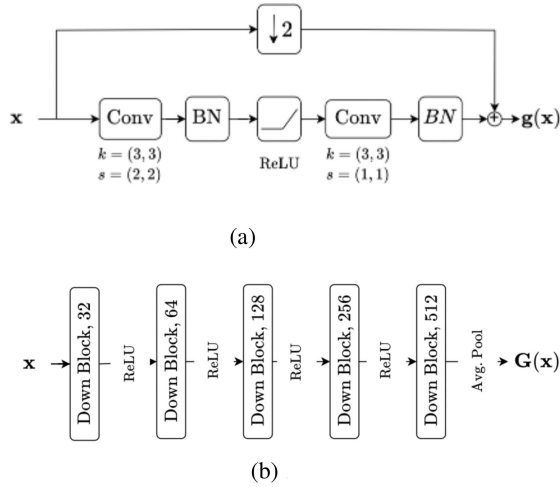 ↓2
x Conv BN Conv BN + g(x)
k = (3, 3) ReLU k = (3, 3)
s = (2, 2) s = (1, 1)
(a)
x Down Block, 32 ReLU Down Block, 64 ReLU Down Block, 128 ReLU Down Block, 256 ReLU Down Block, 512 Avg. Pool G(x)
(b)